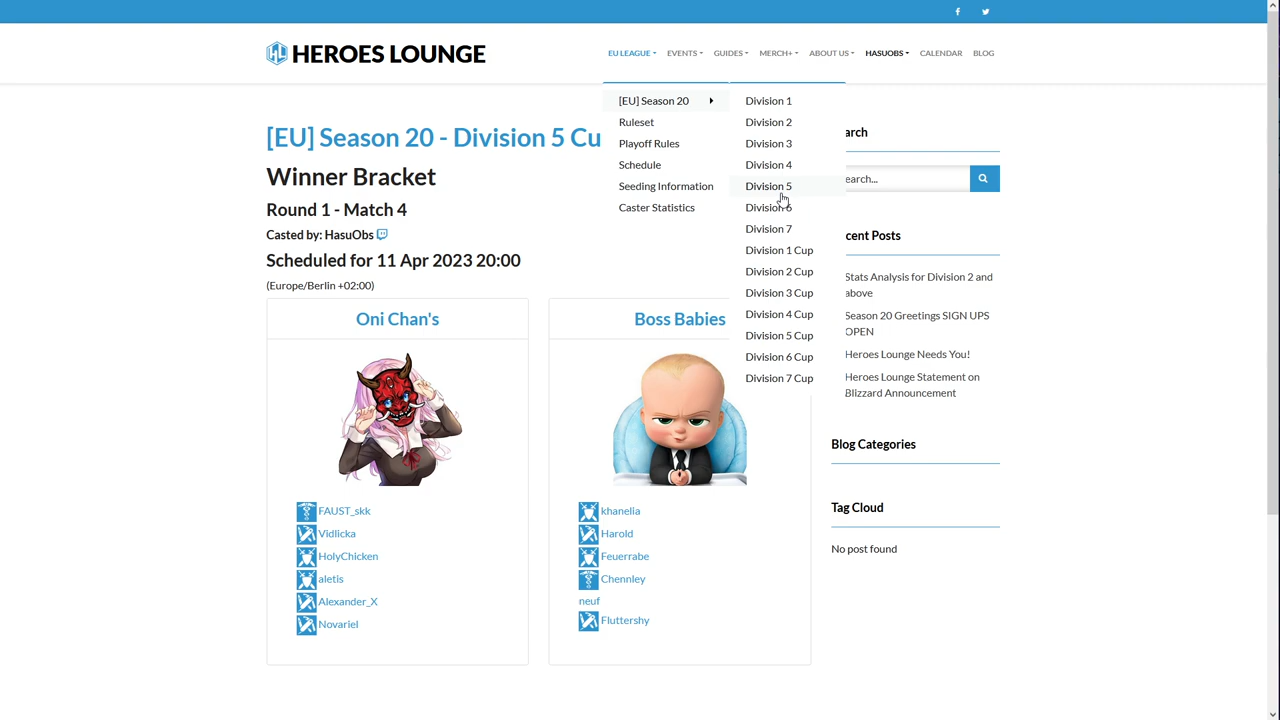 HEROES LOUNGE
EU LEAGUE
EVENTS
GUIDES
MERCH+
ABOUT US
HASUOBS
CALENDAR
BLOG
[EU] Season 20
Ruleset
Playoff Rules
Schedule
Seeding Information
Caster Statistics
Division 1
Division 2
Division 3
Division 4
Division 5
Division 6
Division 7
Division 1 Cup
Division 2 Cup
Division 3 Cup
Division 4 Cup
Division 5 Cup
Division 6 Cup
Division 7 Cup
[EU] Season 20 - Division 5 Cu
Winner Bracket
Round 1 - Match 4
Casted by: HasuObs
Scheduled for 11 Apr 2023 20:00
(Europe/Berlin +02:00)
Oni Chan's
FAUST_skk
Vidlicka
HolyChicken
aletis
Alexander_X
Novariel
Boss Babies
khanelia
Harold
Feuerrabe
Chennley
neuf
Fluttershy
arch
earch...
cent Posts
Stats Analysis for Division 2 and
above
Season 20 Greetings SIGN UPS
OPEN
Heroes Lounge Needs You!
Heroes Lounge Statement on
Blizzard Announcement
Blog Categories
Tag Cloud
No post found